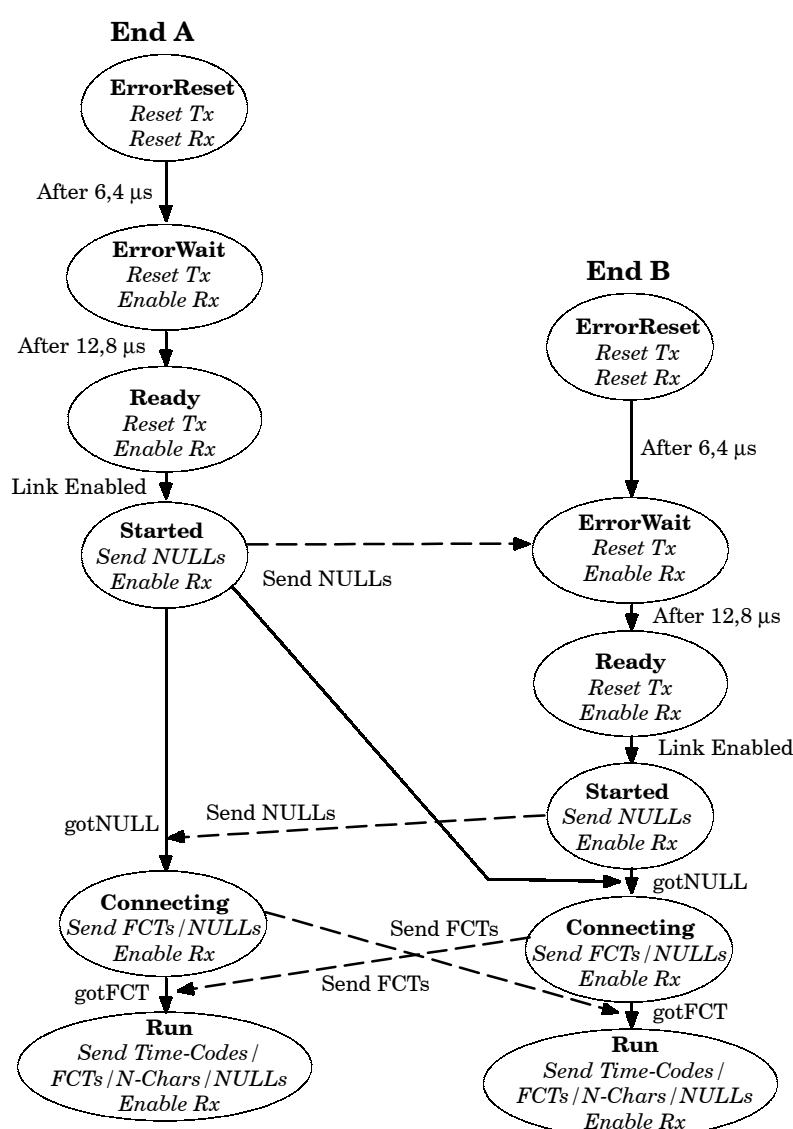 End A
ErrorReset
Reset Tx
Reset Rx
After 6,4 μs
ErrorWait
Reset Tx
Enable Rx
After 12,8 μs
Ready
Reset Tx
Enable Rx
Link Enabled
Started
Send NULLs
Enable Rx
Send NULLs
End B
ErrorReset
Reset Tx
Reset Rx
After 6,4 μs
ErrorWait
Reset Tx
Enable Rx
After 12,8 μs
Ready
Reset Tx
Enable Rx
Link Enabled
Started
Send NULLs
Enable Rx
Send NULLs
gotNULL
gotNULL
Connecting
Send FCTs/NULLs
Enable Rx
Send FCTs
Connecting
Send FCTs/NULLs
Enable Rx
Send FCTs
gotFCT
gotFCT
Run
Send Time-Codes/
FCTs/N-Chars/NULLs
Enable Rx
Run
Send Time-Codes/
FCTs/N-Chars/NULLs
Enable Rx